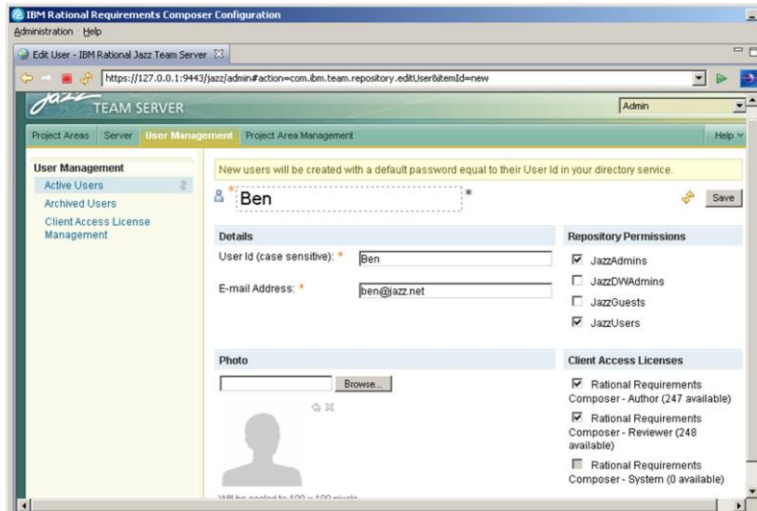 IBM Rational Requirements Composer Configuration
Administration Help
Edit User - IBM Rational Jazz Team Server
https://127.0.0.1:9443/jazz/admin#action=com.ibm.team.repository.editUser&itemId=new
Jazz TEAM SERVER
Admin
Project Areas Server User Management Project Area Management Help
User Management
Active Users
Archived Users
Client Access License
Management
New users will be created with a default password equal to their User Id in your directory service.
* Ben *
Save
Details
User Id (case sensitive): * Ben
E-mail Address: * ben@jazz.net
Repository Permissions
JazzAdmins
JazzDWAdmins
JazzGuests
JazzUsers
Photo
Browse...
Client Access Licenses
Rational Requirements
Composer - Author (247 available)
Rational Requirements
Composer - Reviewer (248
available)
Rational Requirements
Composer - System (0 available)